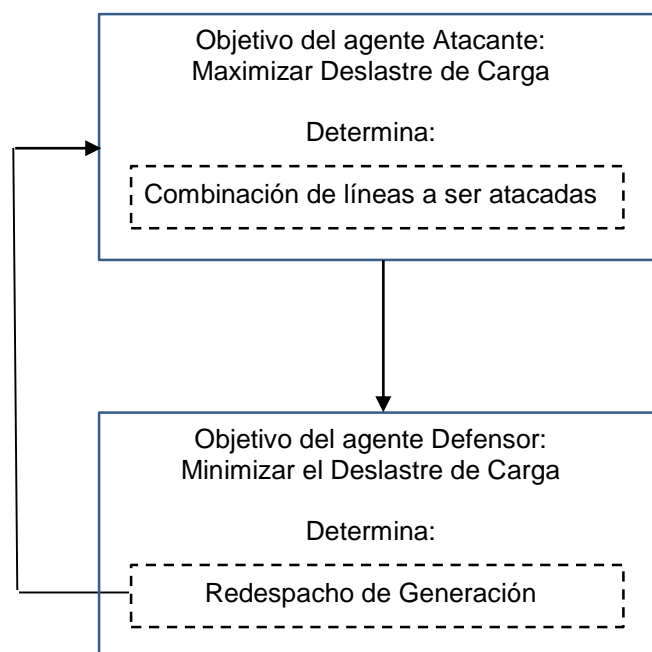 Objetivo del agente Atacante:
Maximizar Deslastre de Carga
Determina:
Combinación de líneas a ser atacadas
Objetivo del agente Defensor:
Minimizar el Deslastre de Carga
Determina:
Redespacho de Generación